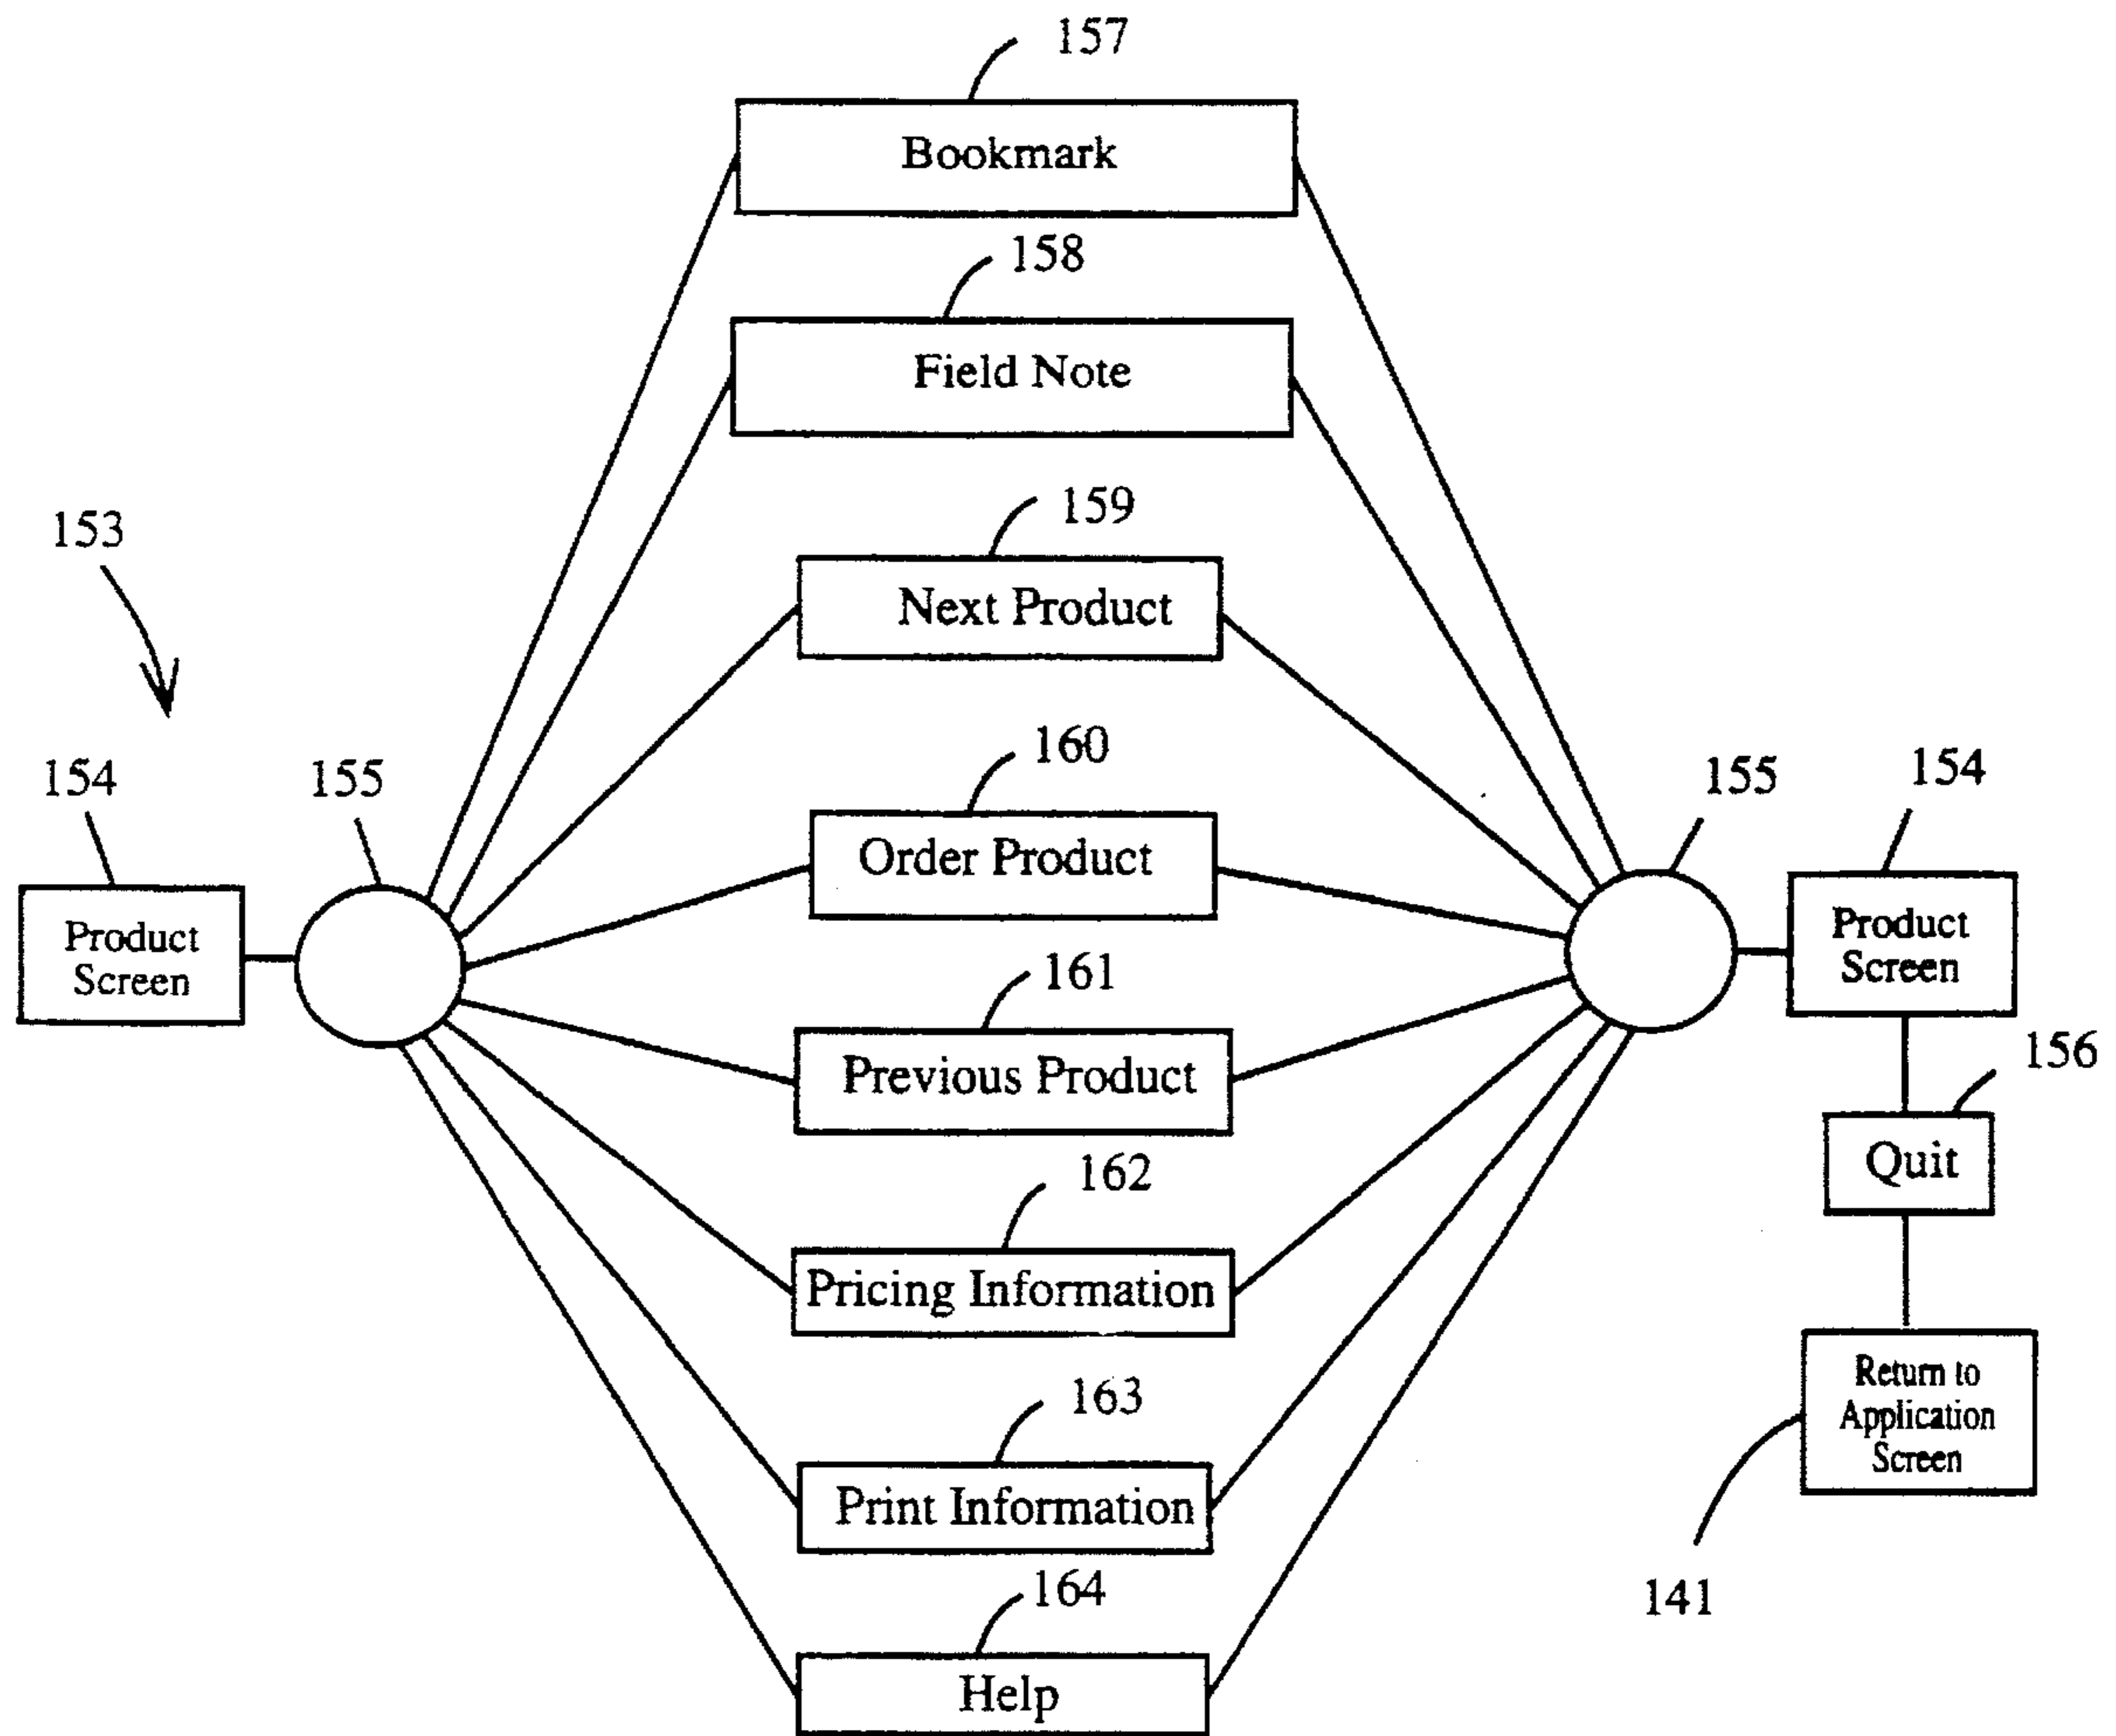 157
Bookmark
158
Field Note
159
Next Product
153
160
Order Product
154
155
155
154
Product
Screen
Product
Screen
161
Previous Product
156
Quit
162
Pricing Information
163
Print Information
Return to
Application
Screen
141
164
Help